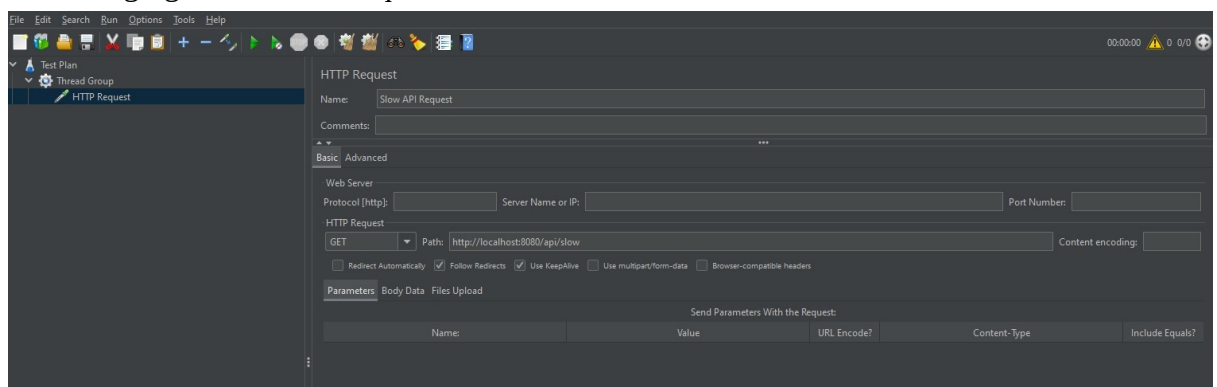 File Edit Search Run Options Tools Help
00:00:00 0 0/0
Test Plan
Thread Group
HTTP Request
HTTP Request
Name: Slow API Request
Comments:
Basic Advanced
Web Server
Protocol [http]: Server Name or IP: Port Number:
HTTP Request
GET Path: http://localhost:8080/api/slow Content encoding:
Redirect Automatically Follow Redirects Use KeepAlive Use multipart/form-data Browser-compatible headers
Parameters Body Data Files Upload
Send Parameters With the Request:
Name: Value URL Encode? Content-Type Include Equals?